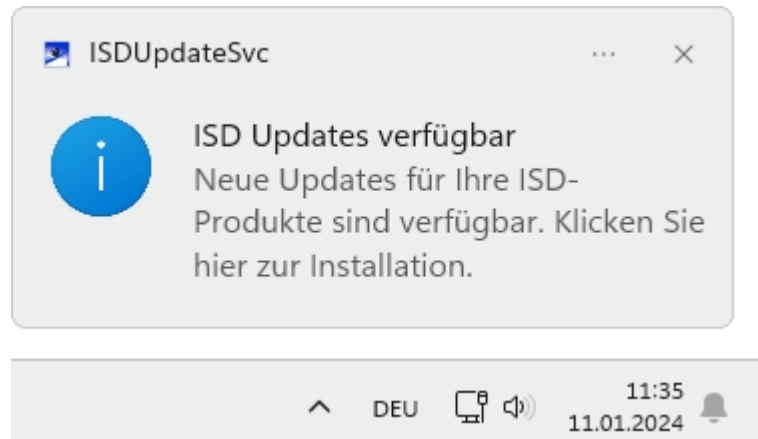 ISDUpdateSvc
ISD Updates verfügbar
Neue Updates für Ihre ISD-
Produkte sind verfügbar. Klicken Sie
hier zur Installation.
DEU
11:35
11.01.2024